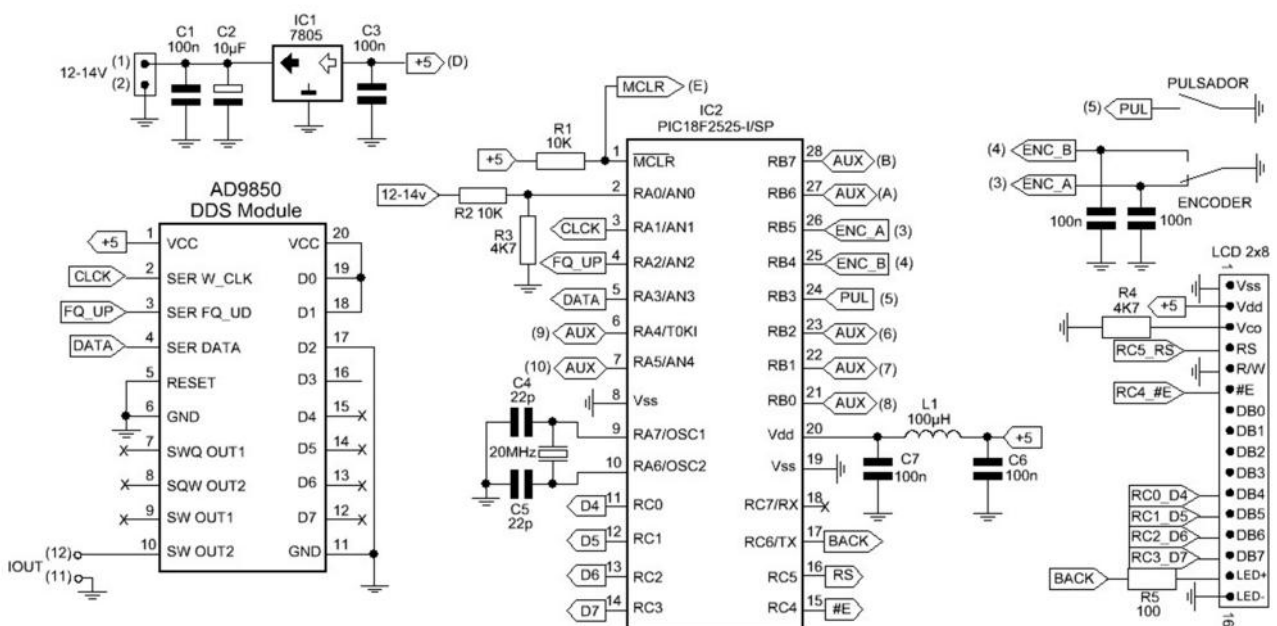 C1
100n
C2
10µF
IC1
7805
C3
100n
12-14V
(1)
(2)
+5
(D)
MCLR
(E)
IC2
PIC18F2525-I/SP
R1
10K
+5
12-14v
R2 10K
R3
4K7
1 MCLR
2 RA0/AN0
CLCK 3 RA1/AN1
FQ_UP 4 RA2/AN2
DATA 5 RA3/AN3
(9) AUX 6 RA4/T0KI
(10) AUX 7 RA5/AN4
8 Vss
9 RA7/OSC1
10 RA6/OSC2
D4 11 RC0
D5 12 RC1
D6 13 RC2
D7 14 RC3
C4
22p
20MHz
C5
22p
RB7 28 AUX (B)
RB6 27 AUX (A)
RB5 26 ENC_A (3)
RB4 25 ENC_B (4)
RB3 24 PUL (5)
RB2 23 AUX (6)
RB1 22 AUX (7)
RB0 21 AUX (8)
Vdd 20
Vss 19
RC7/RX 18
RC6/TX 17 BACK
RC5 16 RS
RC4 15 #E
L1
100µH
+5
C7
100n
C6
100n
AD9850
DDS Module
+5 1 VCC
CLCK 2 SER W_CLK
FQ_UP 3 SER FQ_UD
DATA 4 SER DATA
5 RESET
6 GND
7 SWQ OUT1
8 SQW OUT2
9 SW OUT1
10 SW OUT2
VCC 20
D0 19
D1 18
D2 17
D3 16
D4 15
D5 14
D6 13
D7 12
GND 11
IOUT
(12)
(11)
PULSADOR
(5) PUL
(4) ENC_B
(3) ENC_A
ENCODER
100n
100n
LCD 2x8
1
Vss
+5 Vdd
R4
4K7
Vco
RC5_RS RS
R/W
RC4_#E #E
DB0
DB1
DB2
DB3
RC0_D4 DB4
RC1_D5 DB5
RC2_D6 DB6
RC3_D7 DB7
BACK LED+
R5
100
LED-
16